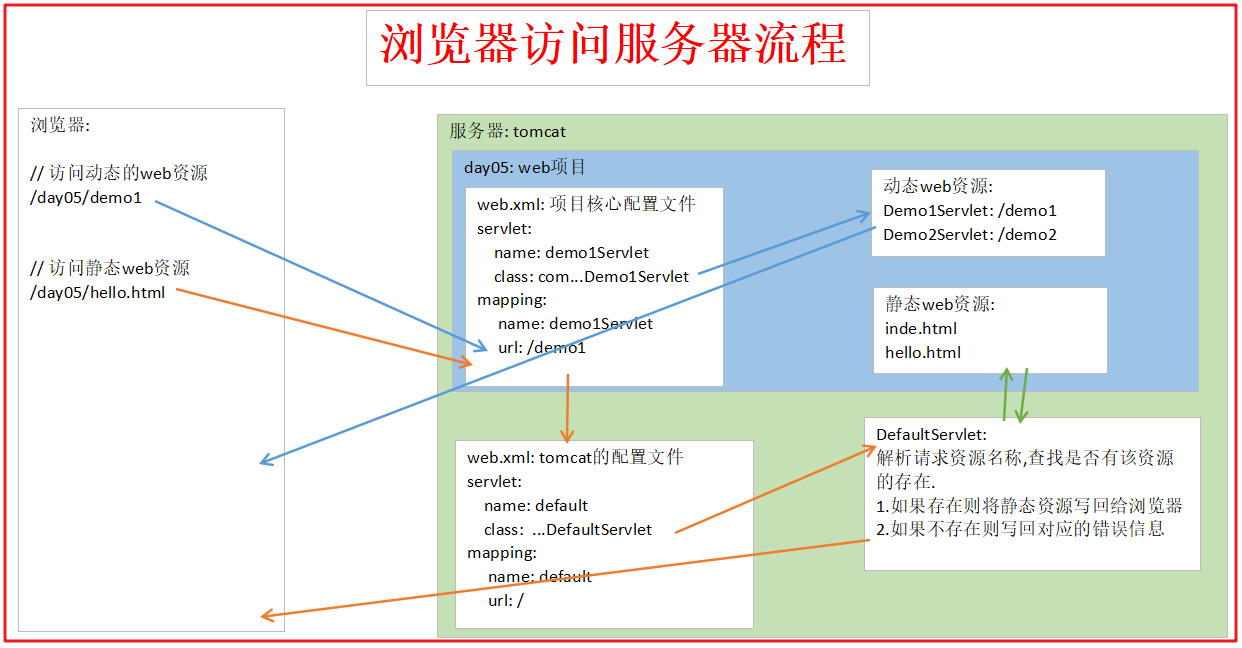 浏览器访问服务器流程
浏览器:
// 访问动态的web资源
/day05/demo1
// 访问静态web资源
/day05/hello.html
服务器: tomcat
day05: web项目
web.xml: 项目核心配置文件
servlet:
name: demo1Servlet
class: com...Demo1Servlet
mapping:
name: demo1Servlet
url: /demo1
动态web资源:
Demo1Servlet: /demo1
Demo2Servlet: /demo2
静态web资源:
inde.html
hello.html
web.xml: tomcat的配置文件
servlet:
name: default
class: ...DefaultServlet
mapping:
name: default
url: /
DefaultServlet:
解析请求资源名称,查找是否有该资源
的存在.
1.如果存在则将静态资源写回给浏览器
2.如果不存在则写回对应的错误信息